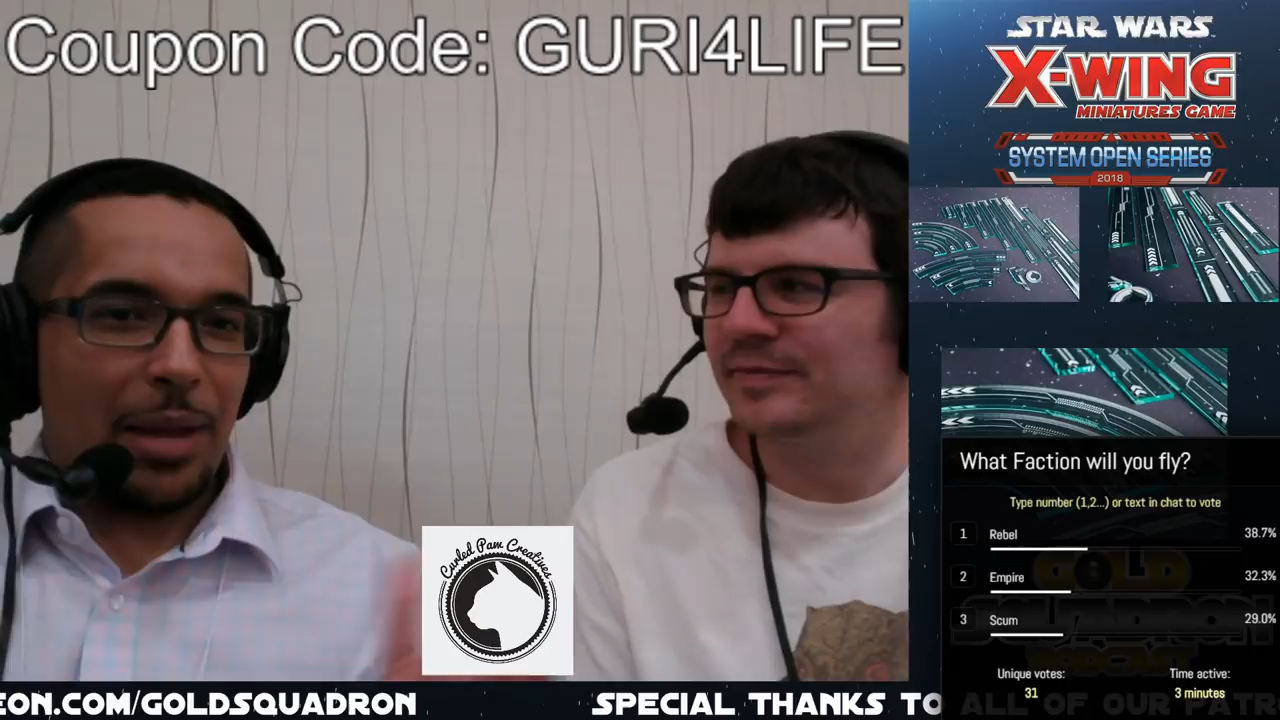 Coupon Code: GURI4LIFE
STAR WARS
X-WING
MINIATURES GAME
SYSTEM OPEN SERIES
2018
What Faction will you fly?
Type number (1,2...) or text in chat to vote
1 Rebel 38.7%
2 Empire 32.3%
3 Scum 29.0%
GOLD
SQUADRON
PODCAST
Unique votes: Time active:
31 3 minutes
Curled Paw Creatives
EON.COM/GOLDSQUADRON SPECIAL THANKS TO ALL OF OUR PATR